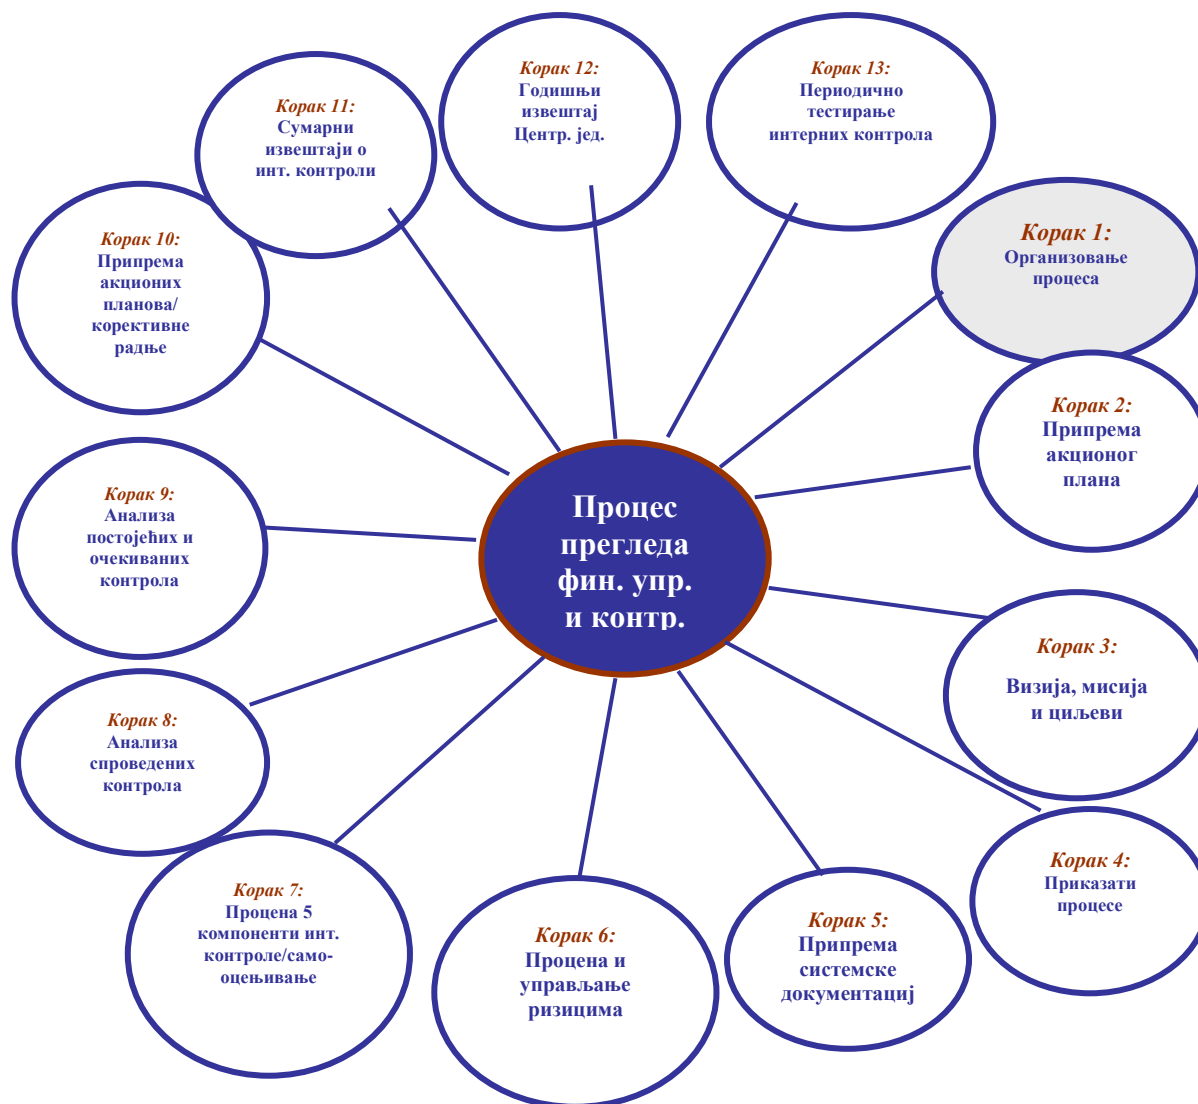 Корак 12:
Годишњи
извештај
Центр. јед.
Корак 13:
Периодично
тестирање
интерних контрола
Корак 11:
Сумарни
извештаји о
инт. контроли
Корак 1:
Организовање
процеса
Корак 10:
Припрема
акционих
планова/
корективне
радње
Корак 2:
Припрема
акционог
плана
Корак 9:
Анализа
постојећих и
очекиваних
контрола
Процес
прегледа
фин. упр.
и контр.
Корак 3:
Визија, мисија
и циљеви
Корак 8:
Анализа
спроведених
контрола
Корак 4:
Приказати
процесе
Корак 7:
Процена 5
компоненти инт.
контроле/само-
оцењивање
Корак 6:
Процена и
управљање
ризицима
Корак 5:
Припрема
системске
документациј